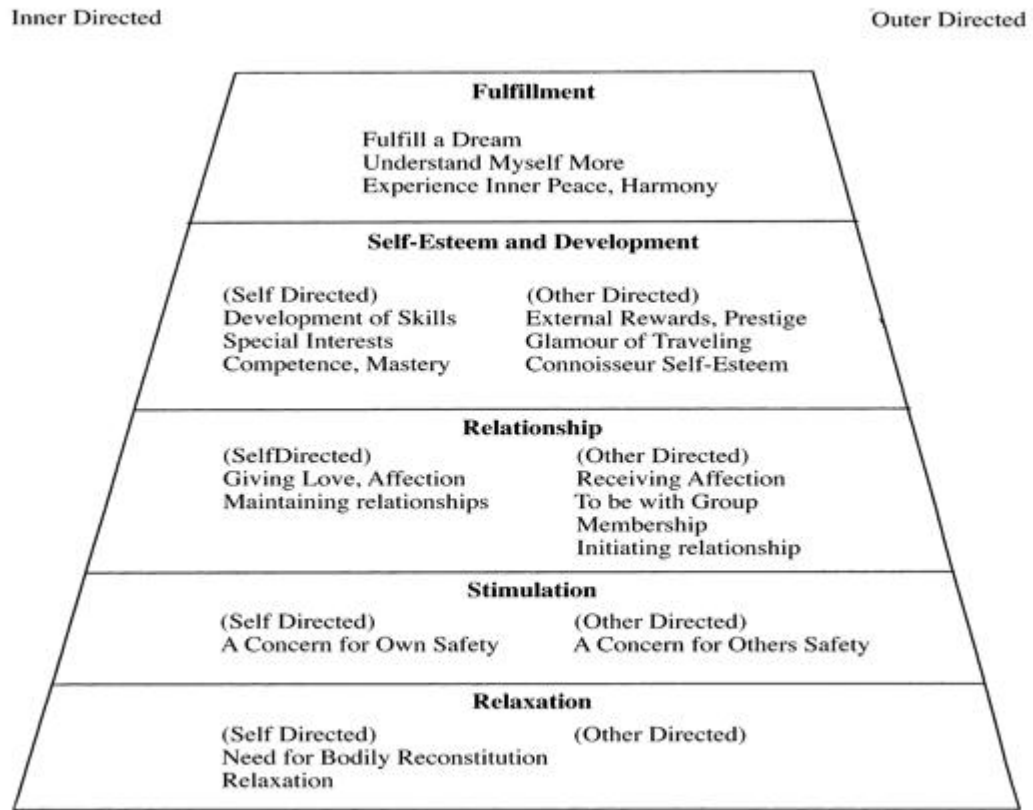 Inner Directed
Outer Directed
Fulfillment
Fulfill a Dream
Understand Myself More
Experience Inner Peace, Harmony
Self-Esteem and Development
(Self Directed)
Development of Skills
Special Interests
Competence, Mastery
(Other Directed)
External Rewards, Prestige
Glamour of Traveling
Connoisseur Self-Esteem
Relationship
(SelfDirected)
Giving Love, Affection
Maintaining relationships
(Other Directed)
Receiving Affection
To be with Group
Membership
Initiating relationship
Stimulation
(Self Directed)
A Concern for Own Safety
(Other Directed)
A Concern for Others Safety
Relaxation
(Self Directed)
Need for Bodily Reconstitution
Relaxation
(Other Directed)